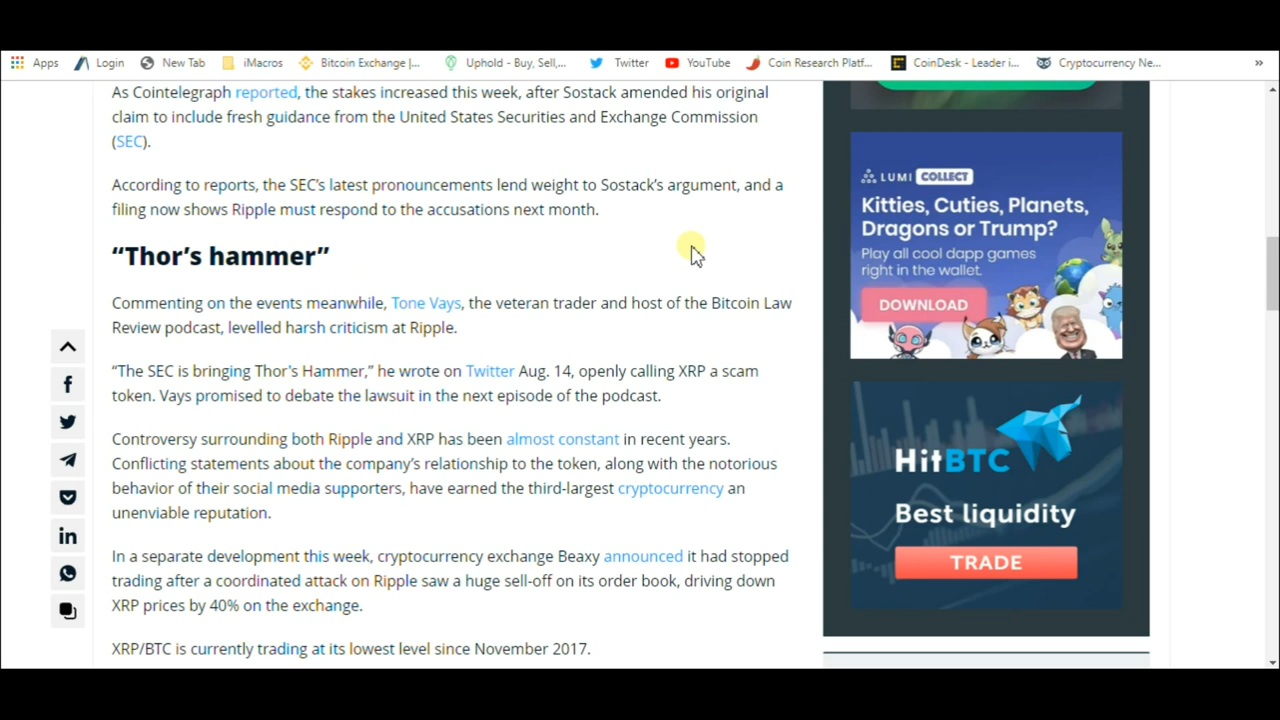 Apps
Login
New Tab
iMacros
Bitcoin Exchange |...
Uphold - Buy, Sell,...
Twitter
YouTube
Coin Research Platf...
CoinDesk - Leader i...
Cryptocurrency Ne...
»
As Cointelegraph reported, the stakes increased this week, after Sostack amended his original
claim to include fresh guidance from the United States Securities and Exchange Commission
(SEC).
According to reports, the SEC’s latest pronouncements lend weight to Sostack’s argument, and a
filing now shows Ripple must respond to the accusations next month.
“Thor’s hammer”
Commenting on the events meanwhile, Tone Vays, the veteran trader and host of the Bitcoin Law
Review podcast, levelled harsh criticism at Ripple.
“The SEC is bringing Thor’s Hammer,” he wrote on Twitter Aug. 14, openly calling XRP a scam
token. Vays promised to debate the lawsuit in the next episode of the podcast.
Controversy surrounding both Ripple and XRP has been almost constant in recent years.
Conflicting statements about the company’s relationship to the token, along with the notorious
behavior of their social media supporters, have earned the third-largest cryptocurrency an
unenviable reputation.
In a separate development this week, cryptocurrency exchange Beaxy announced it had stopped
trading after a coordinated attack on Ripple saw a huge sell-off on its order book, driving down
XRP prices by 40% on the exchange.
XRP/BTC is currently trading at its lowest level since November 2017.
LUMI COLLECT
Kitties, Cuties, Planets,
Dragons or Trump?
Play all cool dapp games
right in the wallet.
DOWNLOAD
HitBTC
Best liquidity
TRADE